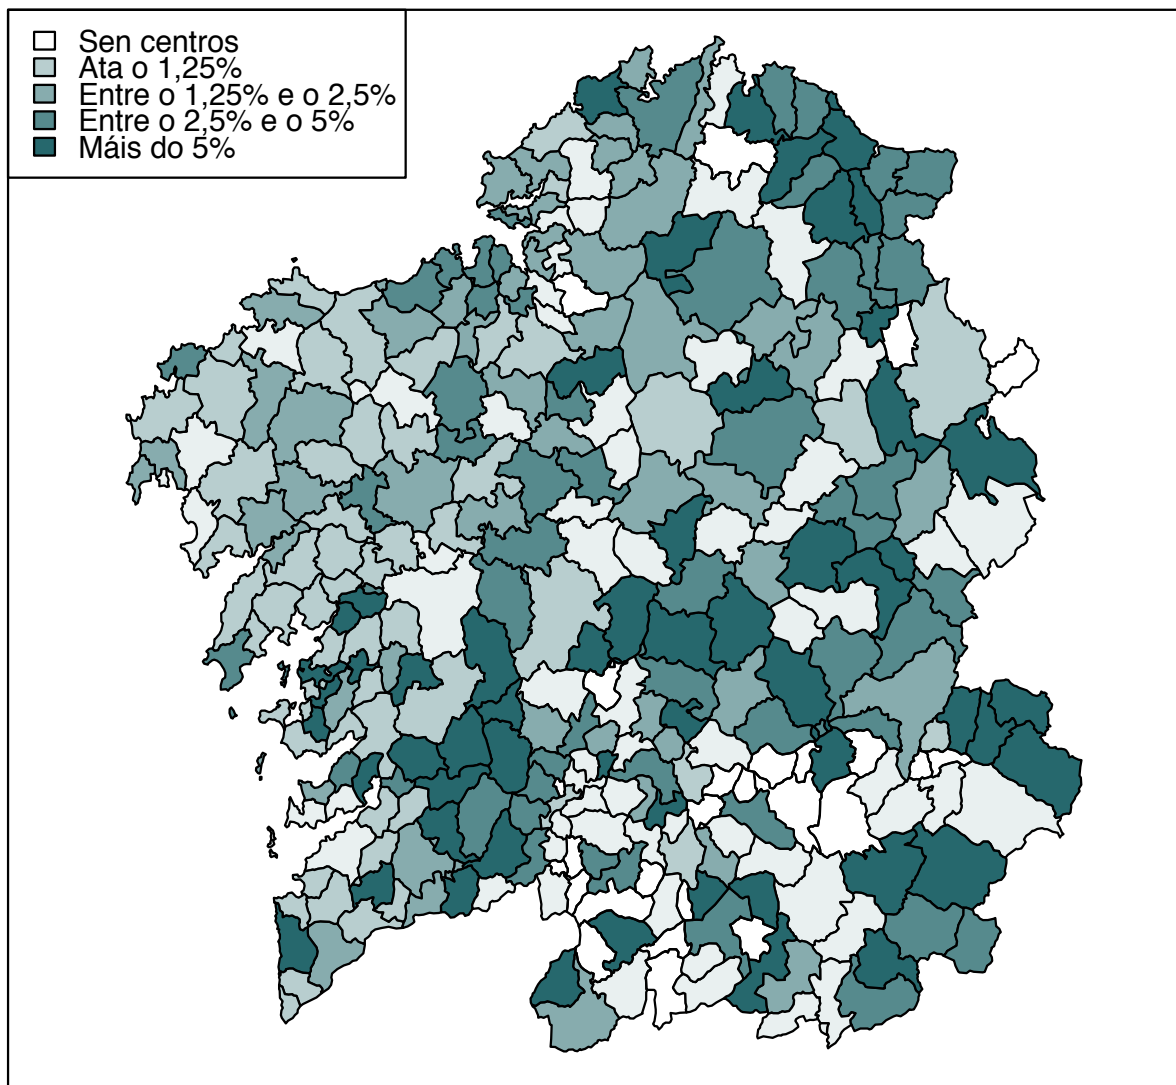 Sen centros
Ata o 1,25%
Entre o 1,25% e o 2,5%
Entre o 2,5% e o 5%
Máis do 5%